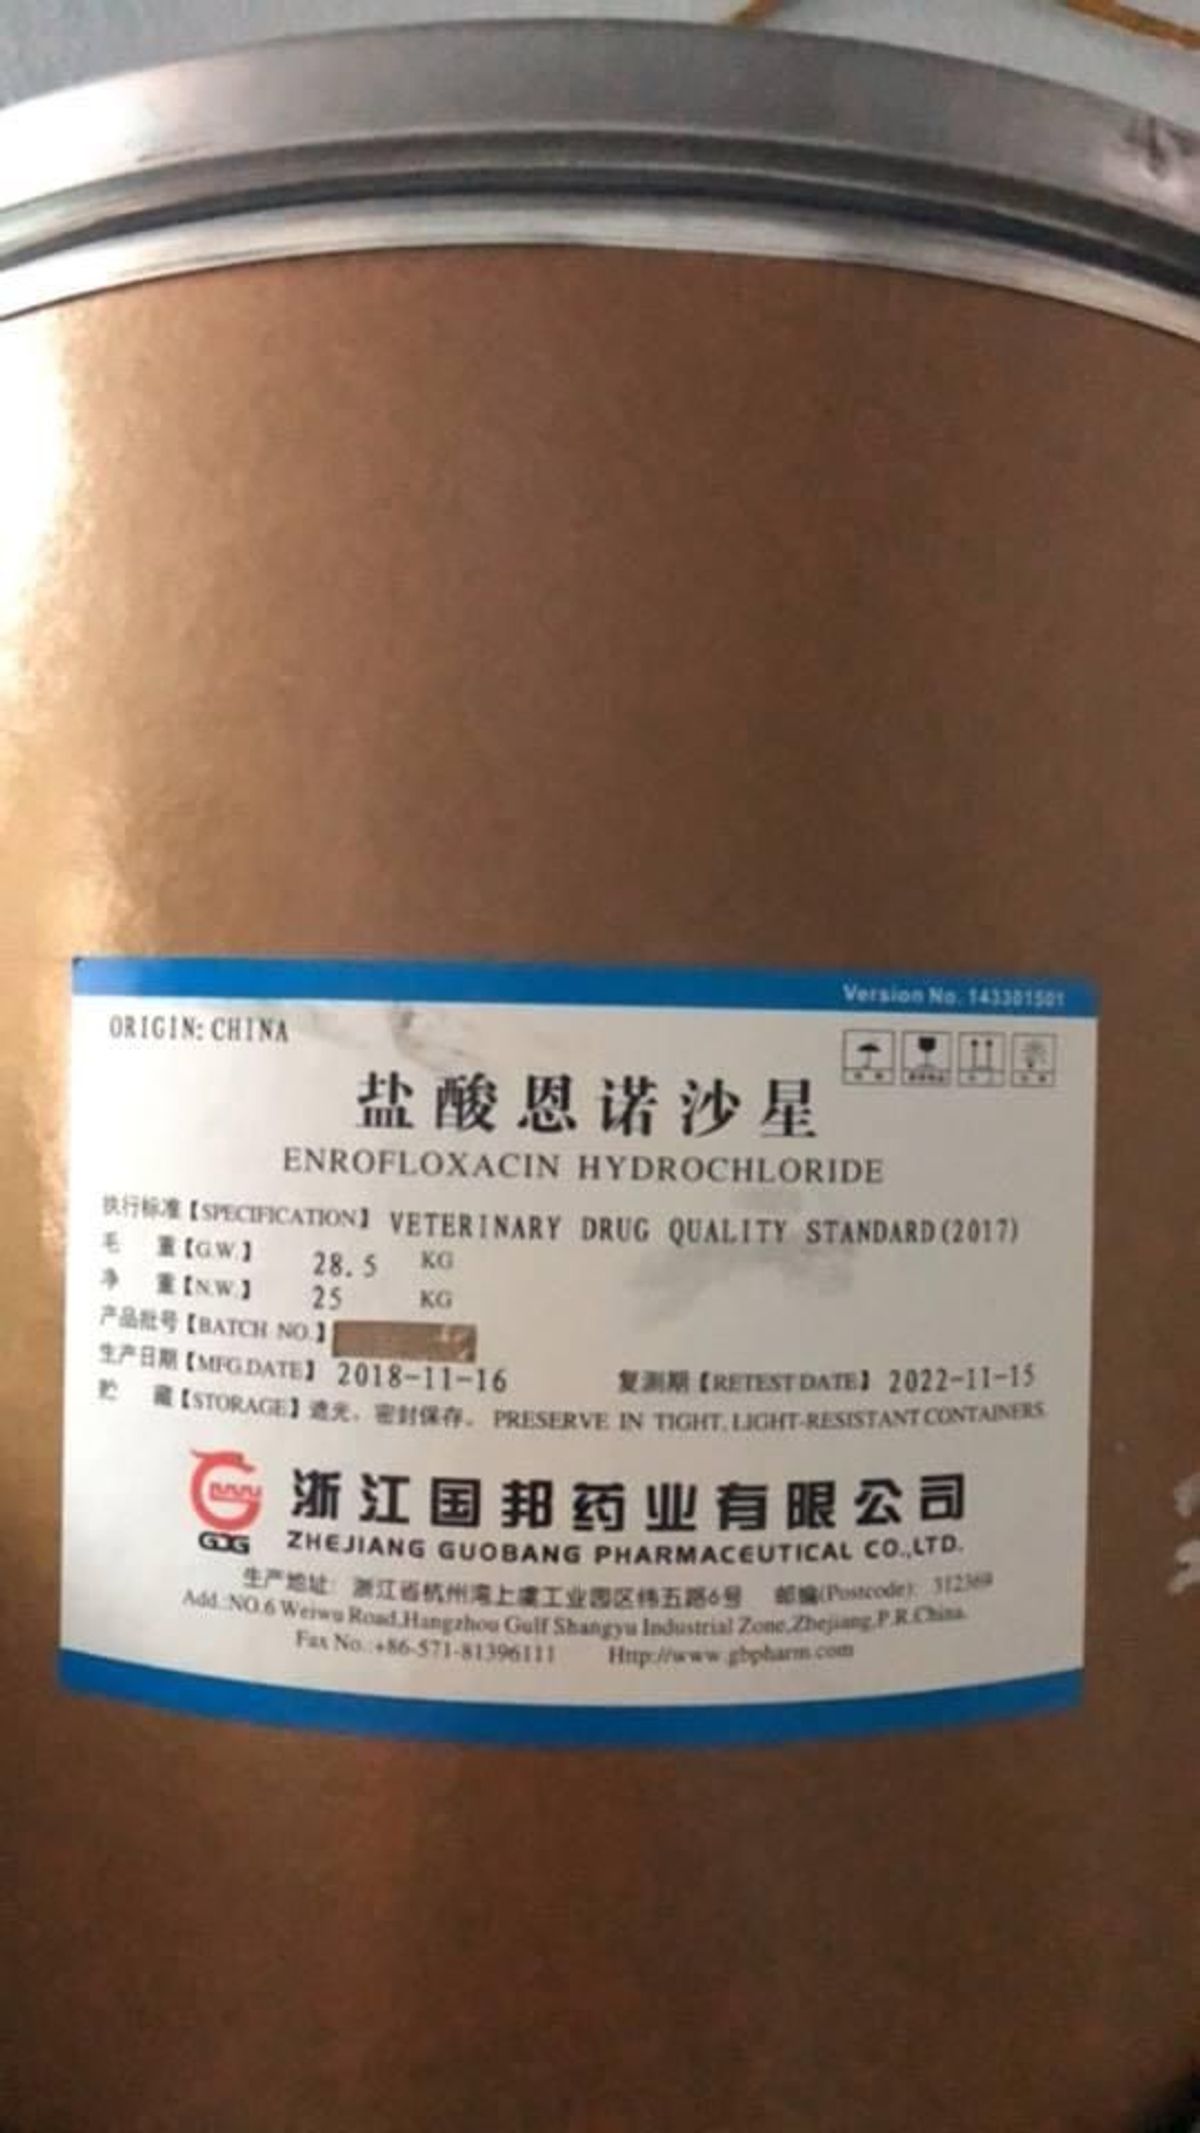 Version No. 143301501
ORIGIN: CHINA
盐酸恩诺沙星
ENROFLOXACIN HYDROCHLORIDE
执行标准【SPECIFICATION】 VETERINARY DRUG QUALITY STANDARD(2017)
毛 重【G.W.】 28.5 KG
净 重【N.W.】 25 KG
产品批号【BATCH NO.】
生产日期【MFG.DATE】 2018-11-16 复测期【RETEST DATE】 2022-11-15
贮 藏【STORAGE】遮光，密封保存。 PRESERVE IN TIGHT, LIGHT-RESISTANT CONTAINERS.
GDG
浙江国邦药业有限公司
ZHEJIANG GUOBANG PHARMACEUTICAL CO.,LTD.
生产地址: 浙江省杭州湾上虞工业园区纬五路6号 邮编(Postcode): 312369
Add.:NO.6 Weiwu Road,Hangzhou Gulf Shangyu Industrial Zone,Zhejiang,P.R.China.
Fax No.:+86-571-81396111 Http://www.gbpharm.com